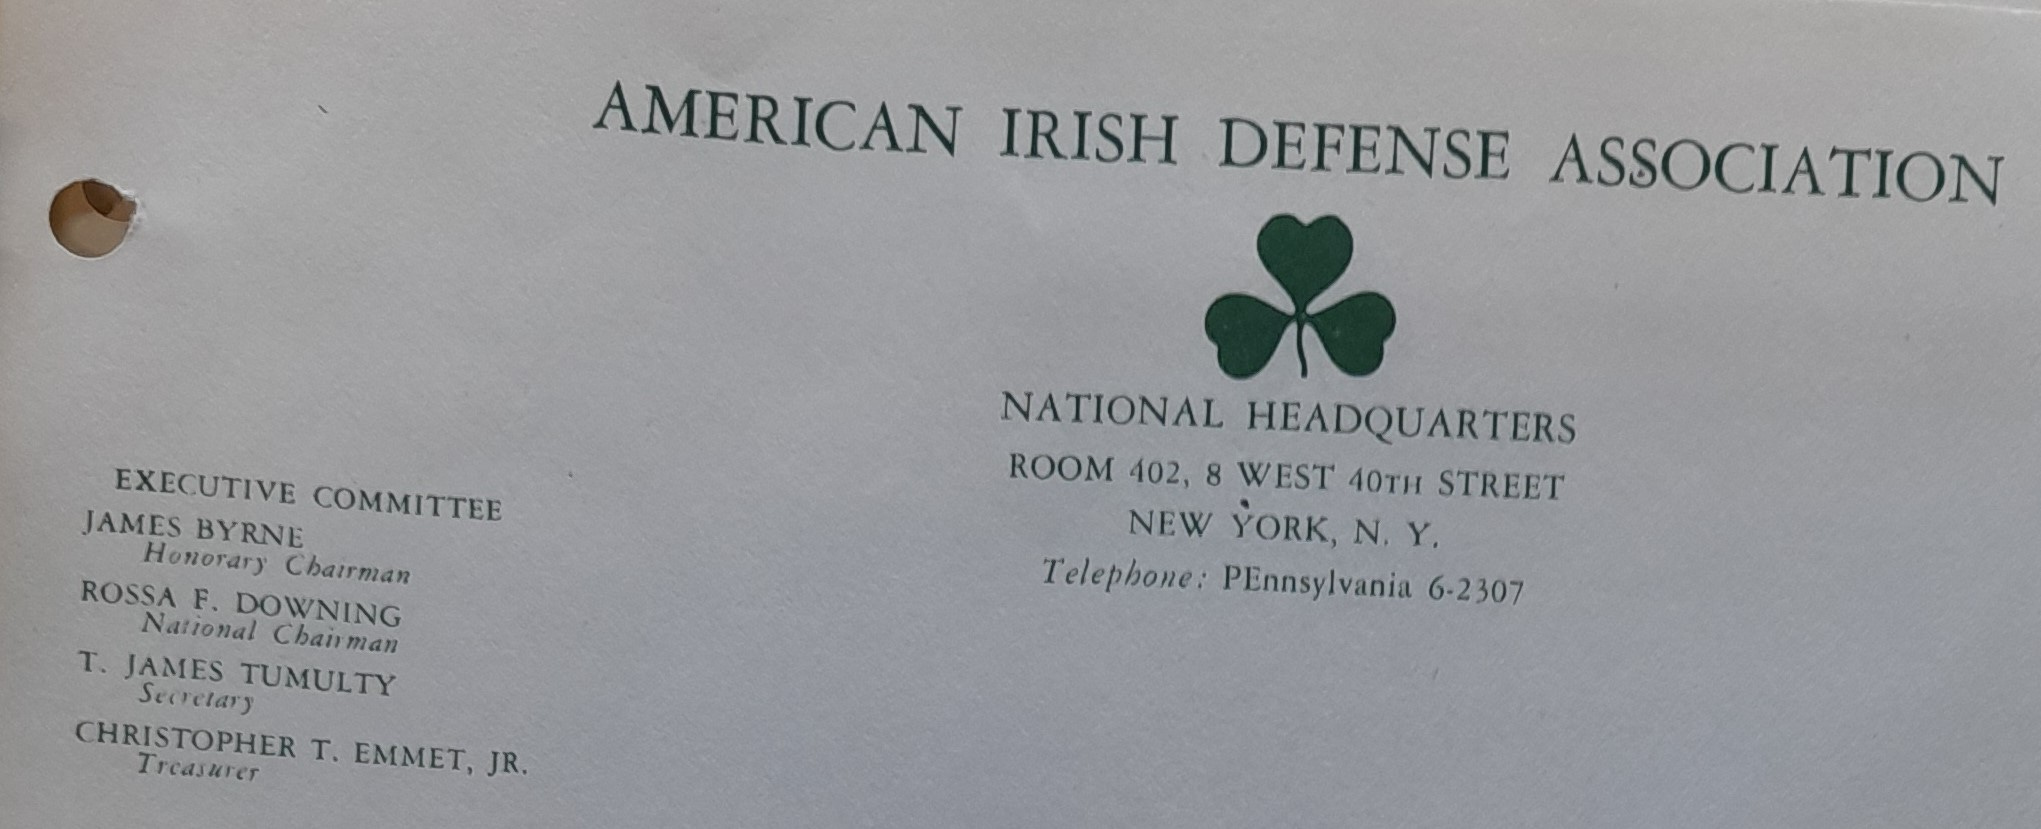 AMERICAN IRISH DEFENSE ASSOCIATION
NATIONAL HEADQUARTERS
ROOM 402, 8 WEST 40TH STREET
NEW YORK, N. Y.
Telephone: PEnnsylvania 6-2307
EXECUTIVE COMMITTEE
JAMES BYRNE
Honorary Chairman
ROSSA F. DOWNING
National Chairman
T. JAMES TUMULTY
Secretary
CHRISTOPHER T. EMMET, JR.
Treasurer